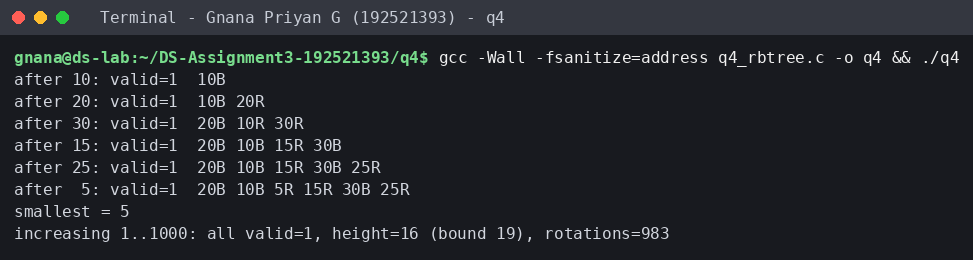 Terminal - Gnana Priyan G (192521393) - q4
gnana@ds-lab:~/DS-Assignment3-192521393/q4$ gcc -Wall -fsanitize=address q4_rbtree.c -o q4 && ./q4
after 10: valid=1  10B
after 20: valid=1  10B 20R
after 30: valid=1  20B 10R 30R
after 15: valid=1  20B 10B 15R 30B
after 25: valid=1  20B 10B 15R 30B 25R
after  5: valid=1  20B 10B 5R 15R 30B 25R
smallest = 5
increasing 1..1000: all valid=1, height=16 (bound 19), rotations=983